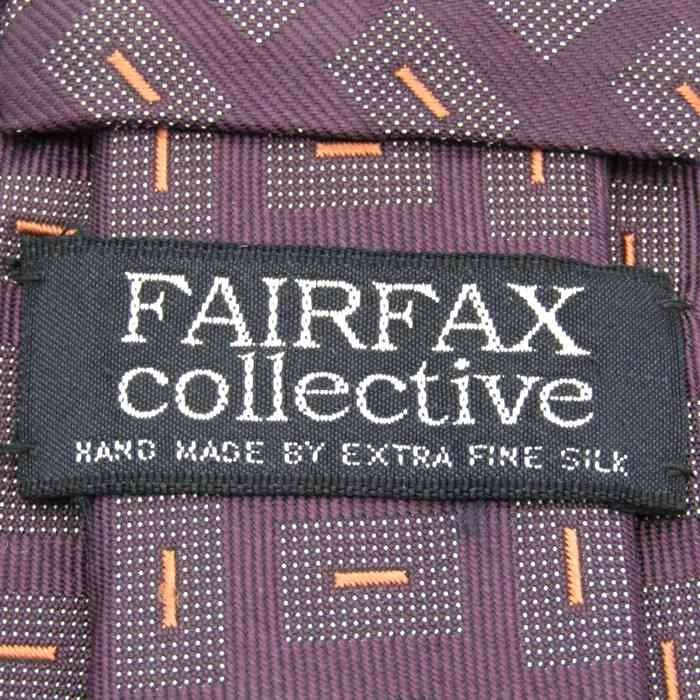 FAIRFAX
collective
HAND MADE BY EXTRA FINE SILK